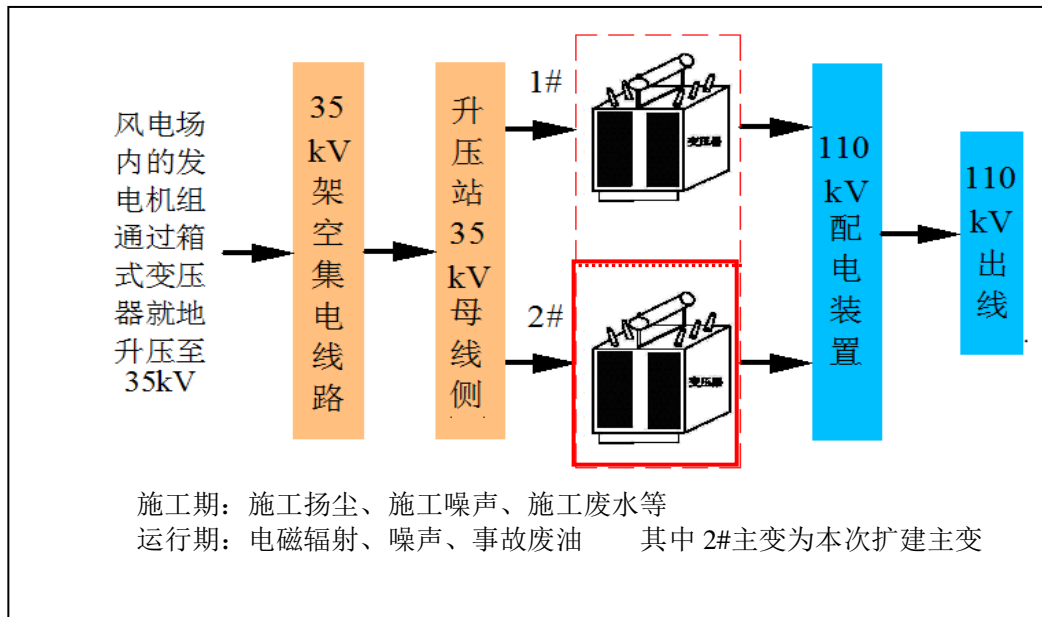 风电场
内的发
电机组
通过箱
式变压
器就地
升压至
35kV
35
kV
架
空
集
电
线
路
升
压
站
35
kV
母
线
侧
1#
变压器
2#
变压器
110
kV
配
电
装
置
110
kV
出
线
施工期：施工扬尘、施工噪声、施工废水等
运行期：电磁辐射、噪声、事故废油 其中 2#主变为本次扩建主变